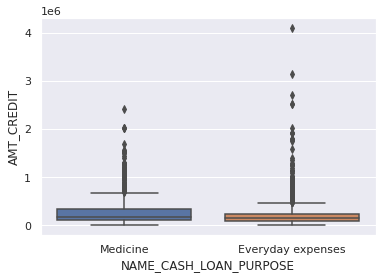 1e6
4
3
2
1
0
AMT_CREDIT
Medicine
Everyday expenses
NAME_CASH_LOAN_PURPOSE